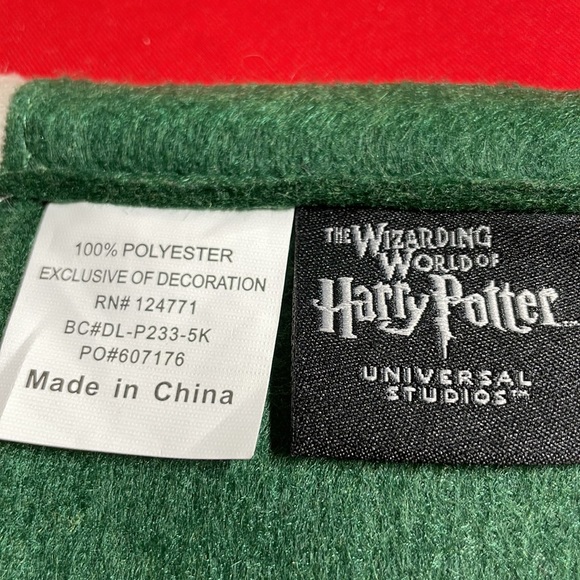 100% POLYESTER
EXCLUSIVE OF DECORATION
RN# 124771
BC#DL-P233-5K
PO#607176
Made in China
THE WIZARDING
WORLD OF
Harry Potter
UNIVERSAL
STUDIOS™